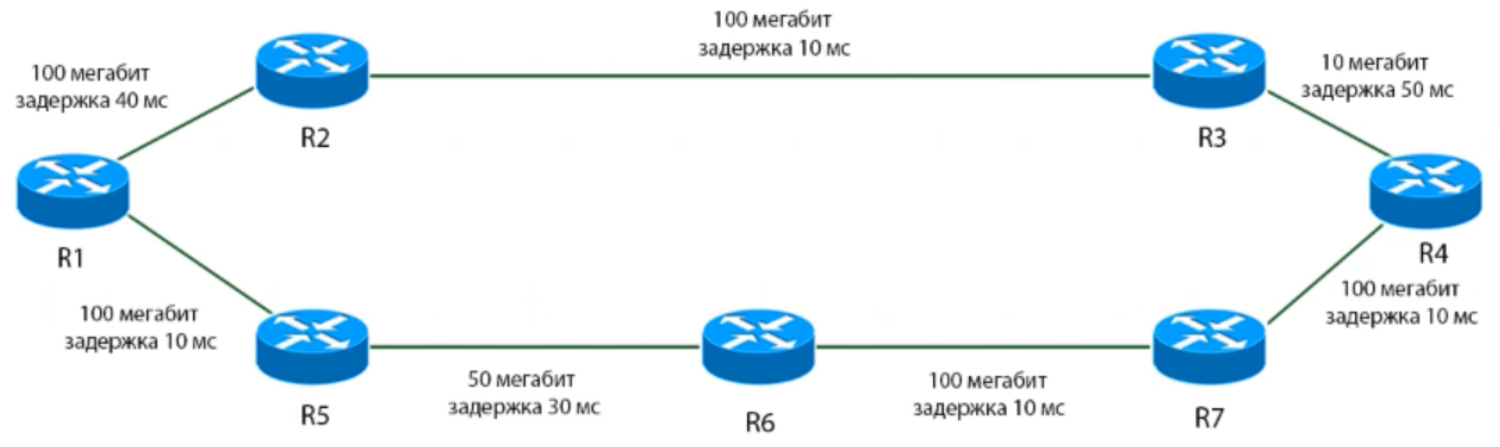 100 мегабит
задержка 10 мс
100 мегабит
задержка 40 мс
10 мегабит
задержка 50 мс
R2
R3
R1
R4
100 мегабит
задержка 10 мс
100 мегабит
задержка 10 мс
50 мегабит
задержка 30 мс
100 мегабит
задержка 10 мс
R5
R6
R7